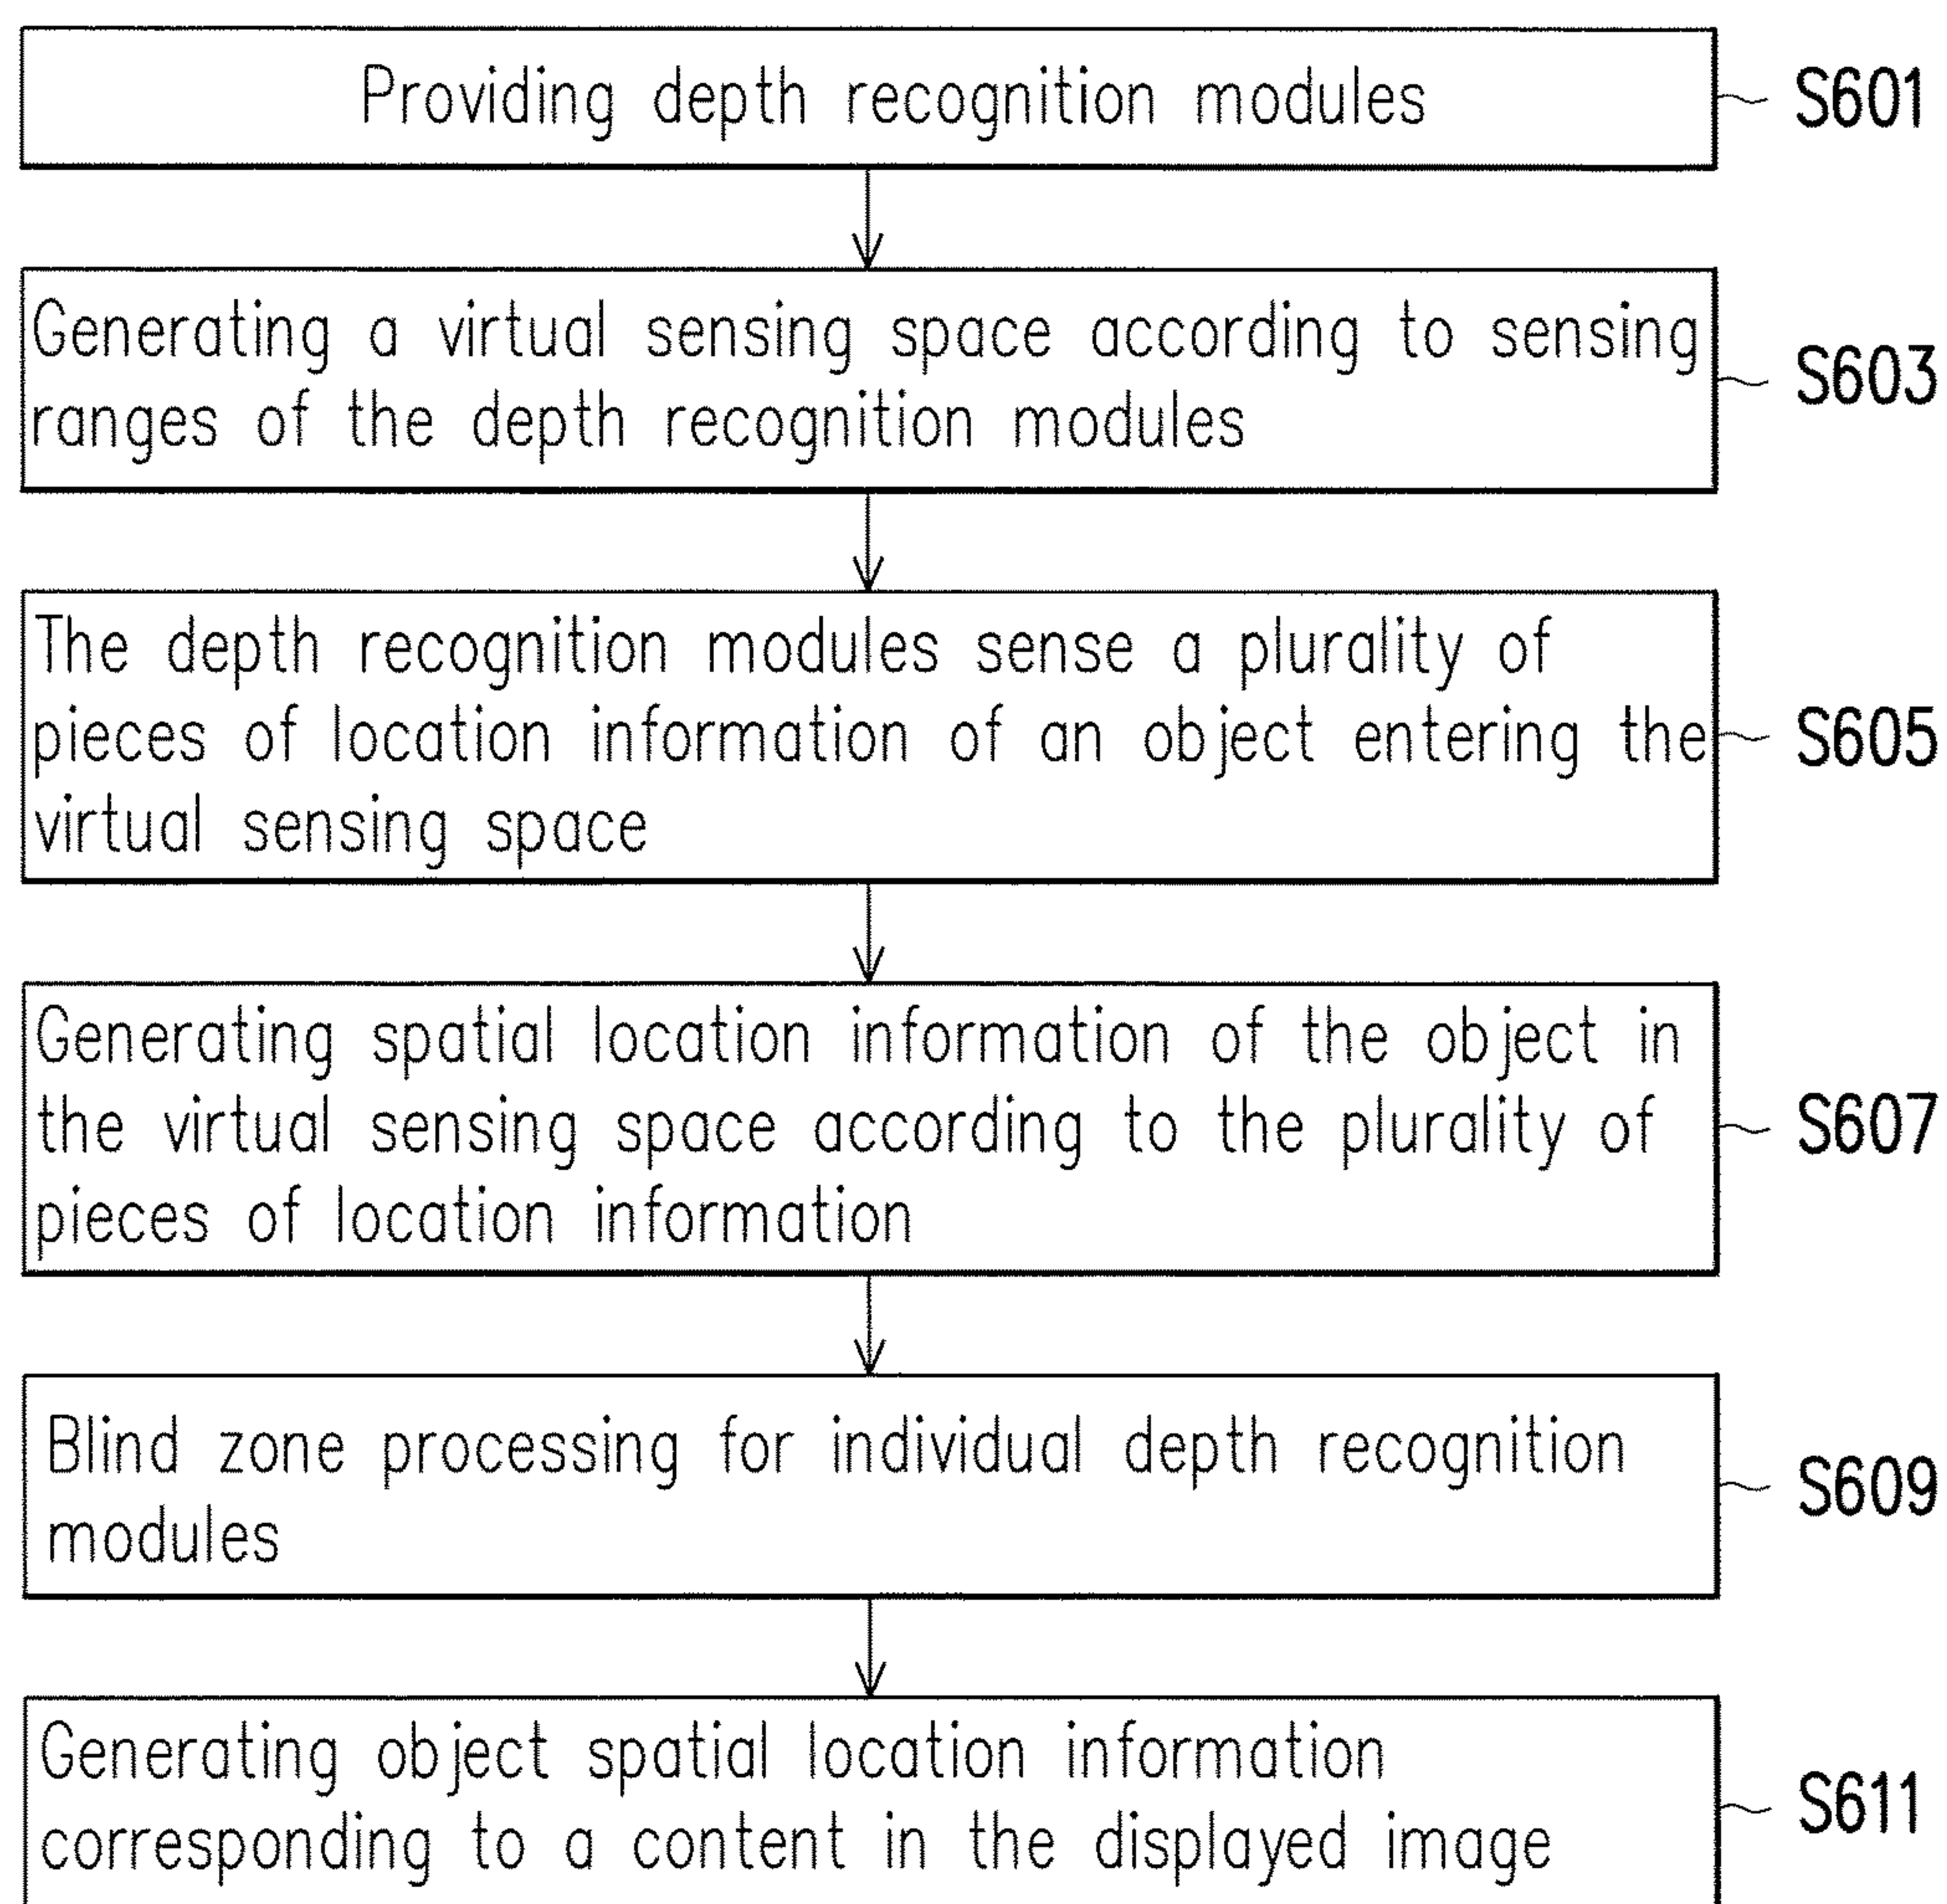 Providing depth recognition modules
S601
Generating a virtual sensing space according to sensing
ranges of the depth recognition modules
S603
The depth recognition modules sense a plurality of
pieces of location information of an object entering the
virtual sensing space
S605
Generating spatial location information of the object in
the virtual sensing space according to the plurality of
pieces of location information
S607
Blind zone processing for individual depth recognition
modules
S609
Generating object spatial location information
corresponding to a content in the displayed image
S611